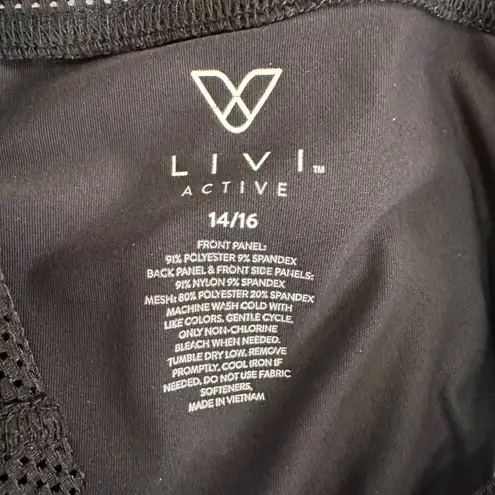 LIVI™
ACTIVE
14/16
FRONT PANEL:
91% POLYESTER 9% SPANDEX
BACK PANEL & FRONT SIDE PANELS:
91% NYLON 9% SPANDEX
MESH: 80% POLYESTER 20% SPANDEX
MACHINE WASH COLD WITH
LIKE COLORS. GENTLE CYCLE.
ONLY NON-CHLORINE
BLEACH WHEN NEEDED.
TUMBLE DRY LOW. REMOVE
PROMPTLY. COOL IRON IF
NEEDED. DO NOT USE FABRIC
SOFTENERS.
MADE IN VIETNAM